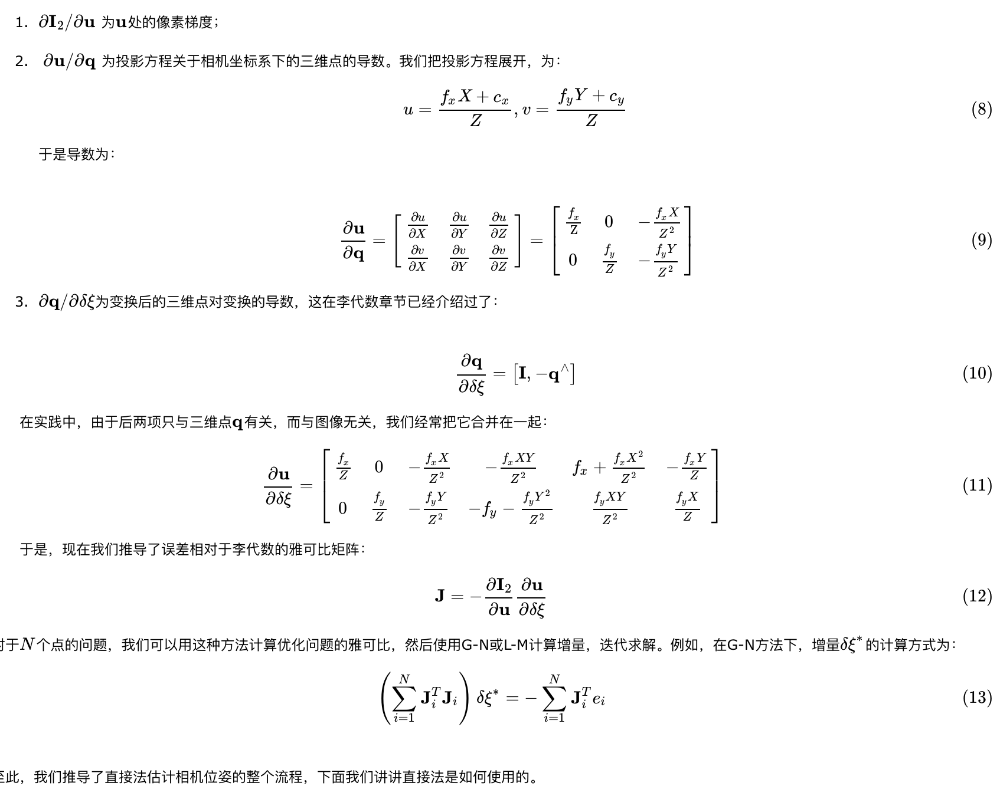 1. $\partial \mathbf{I}_2/\partial \mathbf{u}$ 为$\mathbf{u}$处的像素梯度；
2. $\partial \mathbf{u}/\partial \mathbf{q}$ 为投影方程关于相机坐标系下的三维点的导数。我们把投影方程展开，为：
$u = \frac{f_x X + c_x}{Z}, v = \frac{f_y Y + c_y}{Z}$ (8)
于是导数为：
$\frac{\partial \mathbf{u}}{\partial \mathbf{q}} = \begin{bmatrix} \frac{\partial u}{\partial X} & \frac{\partial u}{\partial Y} & \frac{\partial u}{\partial Z} \\ \frac{\partial v}{\partial X} & \frac{\partial v}{\partial Y} & \frac{\partial v}{\partial Z} \end{bmatrix} = \begin{bmatrix} \frac{f_x}{\mathrm{Z}} & 0 & -\frac{f_x X}{Z^2} \\ 0 & \frac{f_y}{Z} & -\frac{f_y Y}{Z^2} \end{bmatrix}$ (9)
3. $\partial \mathbf{q}/\partial \delta\xi$为变换后的三维点对变换的导数，这在李代数章节已经介绍过了：
$\frac{\partial \mathbf{q}}{\partial \delta\xi} = [\mathbf{I}, -\mathbf{q}^\wedge]$ (10)
在实践中，由于后两项只与三维点$\mathbf{q}$有关，而与图像无关，我们经常把它合并在一起：
$\frac{\partial \mathbf{u}}{\partial \delta\xi} = \begin{bmatrix} \frac{f_x}{Z} & 0 & -\frac{f_x X}{Z^2} & -\frac{f_x XY}{Z^2} & f_x + \frac{f_x X^2}{Z^2} & -\frac{f_x Y}{Z} \\ 0 & \frac{f_y}{Z} & -\frac{f_y Y}{Z^2} & -f_y - \frac{f_y Y^2}{Z^2} & \frac{f_y XY}{Z^2} & \frac{f_y X}{Z} \end{bmatrix}$ (11)
于是，现在我们推导了误差相对于李代数的雅可比矩阵：
$\mathbf{J} = -\frac{\partial \mathbf{I}_2}{\partial \mathbf{u}} \frac{\partial \mathbf{u}}{\partial \delta\xi}$ (12)
对于$N$个点的问题，我们可以用这种方法计算优化问题的雅可比，然后使用G-N或L-M计算增量，迭代求解。例如，在G-N方法下，增量$\delta\xi^*$的计算方式为：
$\left( \sum_{i=1}^{N} \mathbf{J}_i^T \mathbf{J}_i \right) \delta\xi^* = -\sum_{i=1}^{N} \mathbf{J}_i^T e_i$ (13)
至此，我们推导了直接法估计相机位姿的整个流程，下面我们讲讲直接法是如何使用的。